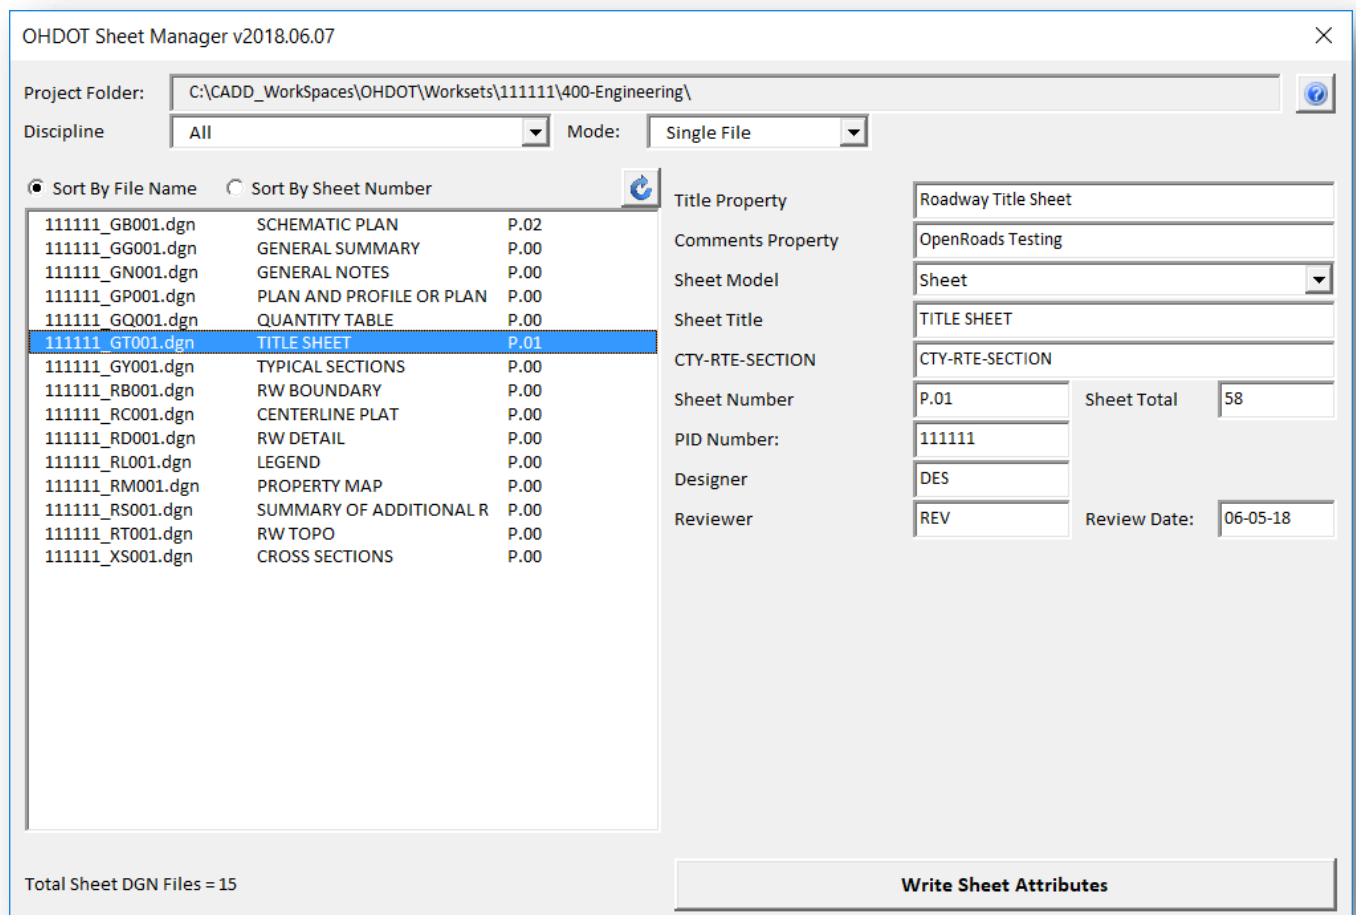 OHDOT Sheet Manager v2018.06.07
Project Folder: C:\CADD_WorkSpaces\OHDOT\Worksets\111111\400-Engineering\
Discipline All Mode: Single File
Sort By File Name Sort By Sheet Number
111111_GB001.dgn SCHEMATIC PLAN P.02
111111_GG001.dgn GENERAL SUMMARY P.00
111111_GN001.dgn GENERAL NOTES P.00
111111_GP001.dgn PLAN AND PROFILE OR PLAN P.00
111111_GQ001.dgn QUANTITY TABLE P.00
111111_GT001.dgn TITLE SHEET P.01
111111_GY001.dgn TYPICAL SECTIONS P.00
111111_RB001.dgn RW BOUNDARY P.00
111111_RC001.dgn CENTERLINE PLAT P.00
111111_RD001.dgn RW DETAIL P.00
111111_RL001.dgn LEGEND P.00
111111_RM001.dgn PROPERTY MAP P.00
111111_RS001.dgn SUMMARY OF ADDITIONAL R P.00
111111_RT001.dgn RW TOPO P.00
111111_XS001.dgn CROSS SECTIONS P.00
Title Property Roadway Title Sheet
Comments Property OpenRoads Testing
Sheet Model Sheet
Sheet Title TITLE SHEET
CTY-RTE-SECTION CTY-RTE-SECTION
Sheet Number P.01 Sheet Total 58
PID Number: 111111
Designer DES
Reviewer REV Review Date: 06-05-18
Total Sheet DGN Files = 15
Write Sheet Attributes